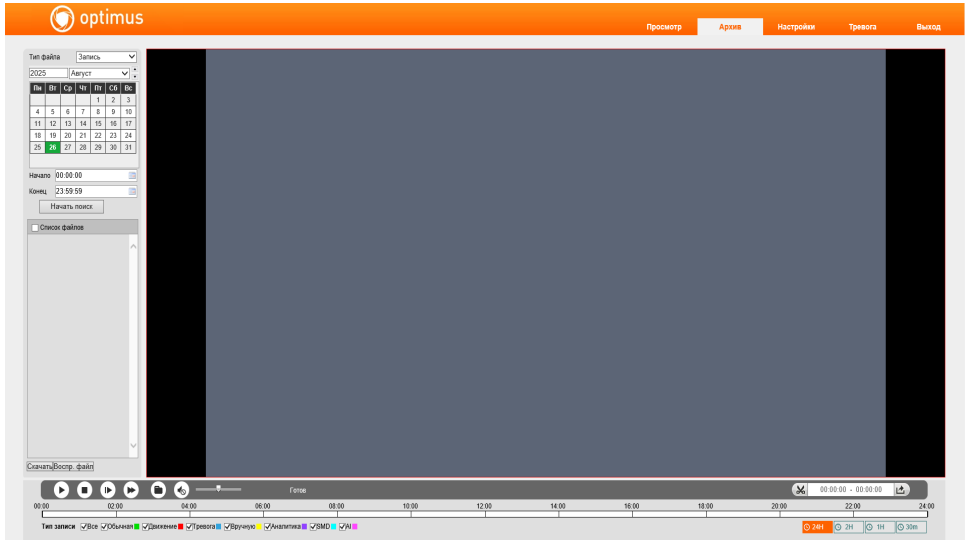 optimus
Просмотр Архив Настройки Тревога Выход
Тип файла Запись
2025 Август
Пн Вт Ср Чт Пт Сб Вс
1 2 3
4 5 6 7 8 9 10
11 12 13 14 15 16 17
18 19 20 21 22 23 24
25 26 27 28 29 30 31
Начало 00:00:00
Конец 23:59:59
Начать поиск
Список файлов
Скачать Воспр. файл
Готов
00:00:00 - 00:00:00
00:00 02:00 04:00 06:00 08:00 10:00 12:00 14:00 16:00 18:00 20:00 22:00 24:00
Тип записи Все Обычная Движение Тревога Вручную Аналитика SMD AI
24H 2H 1H 30m